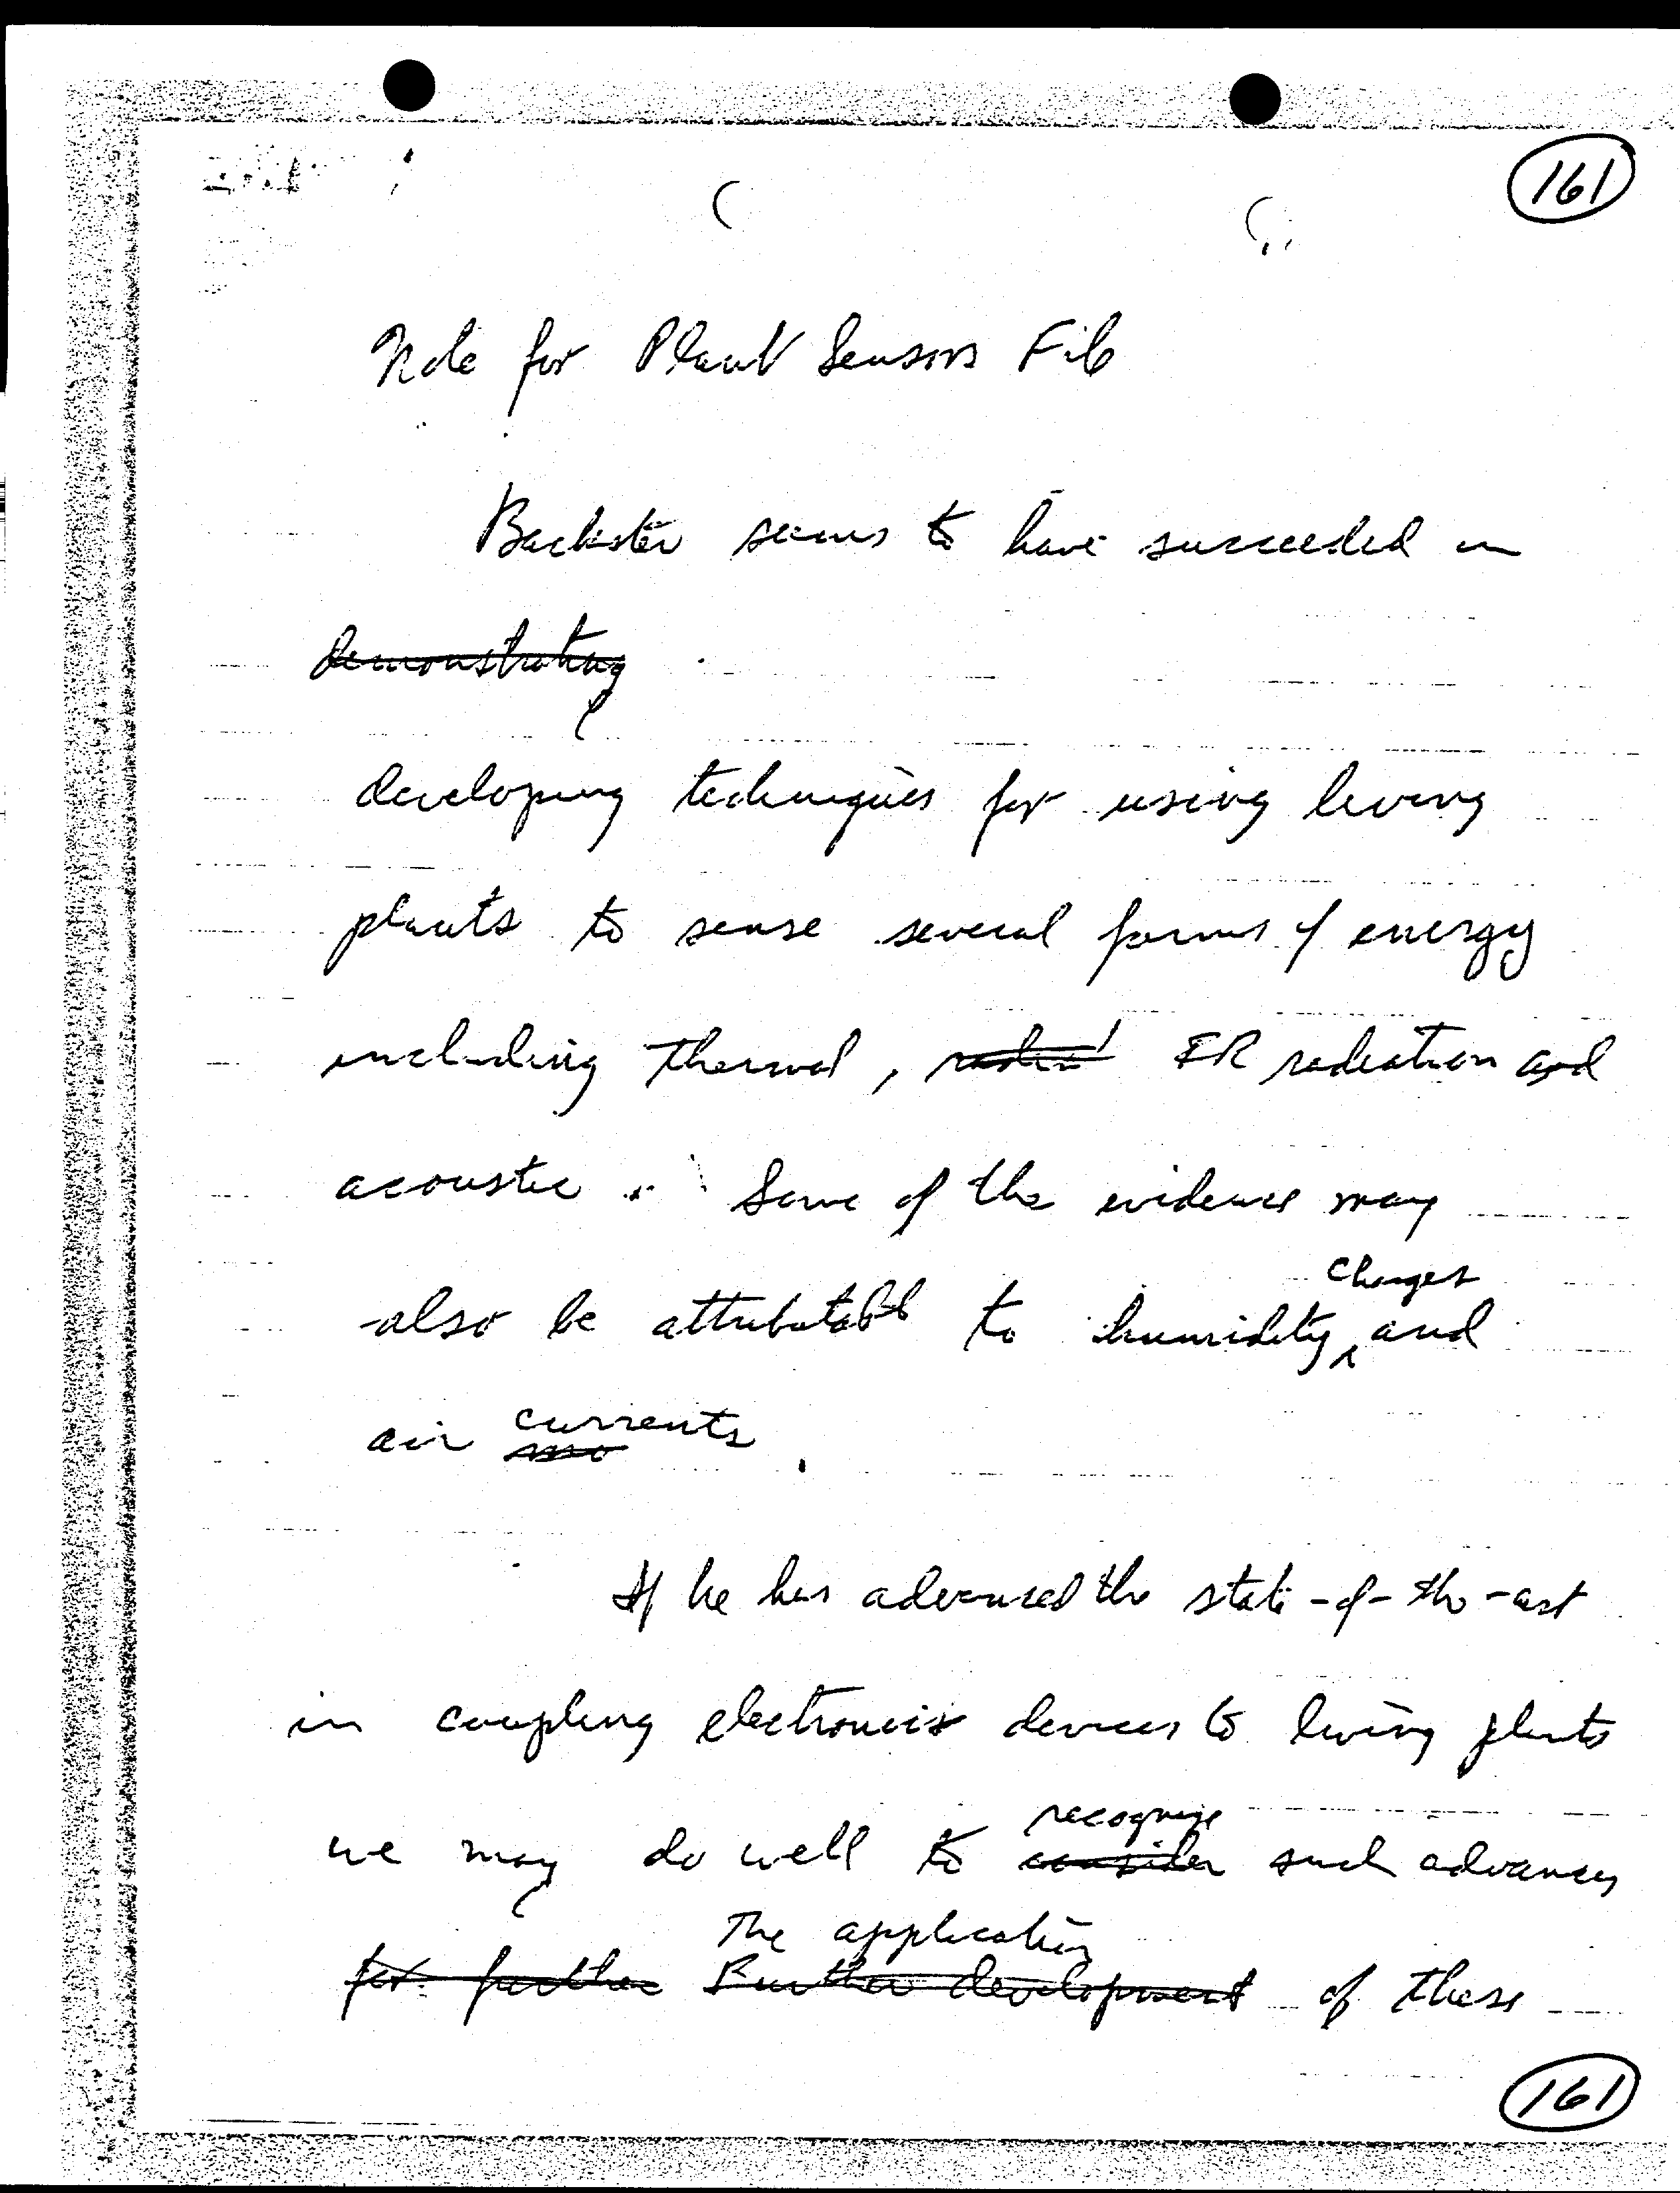 161
Note for Plant Sensors File
Backster seems to have succeeded in
demonstrating
developing techniques for using living
plants to sense several forms of energy
including thermal, IR radiation and
acoustic. Some of the evidence may
changes
also be attributable to humidity ^ and
currents
air
If he has advanced the state-of-the-art
in coupling electronics devices to living plants
recognize
we may do well to consider such advances
The application
for further Further development of these
161